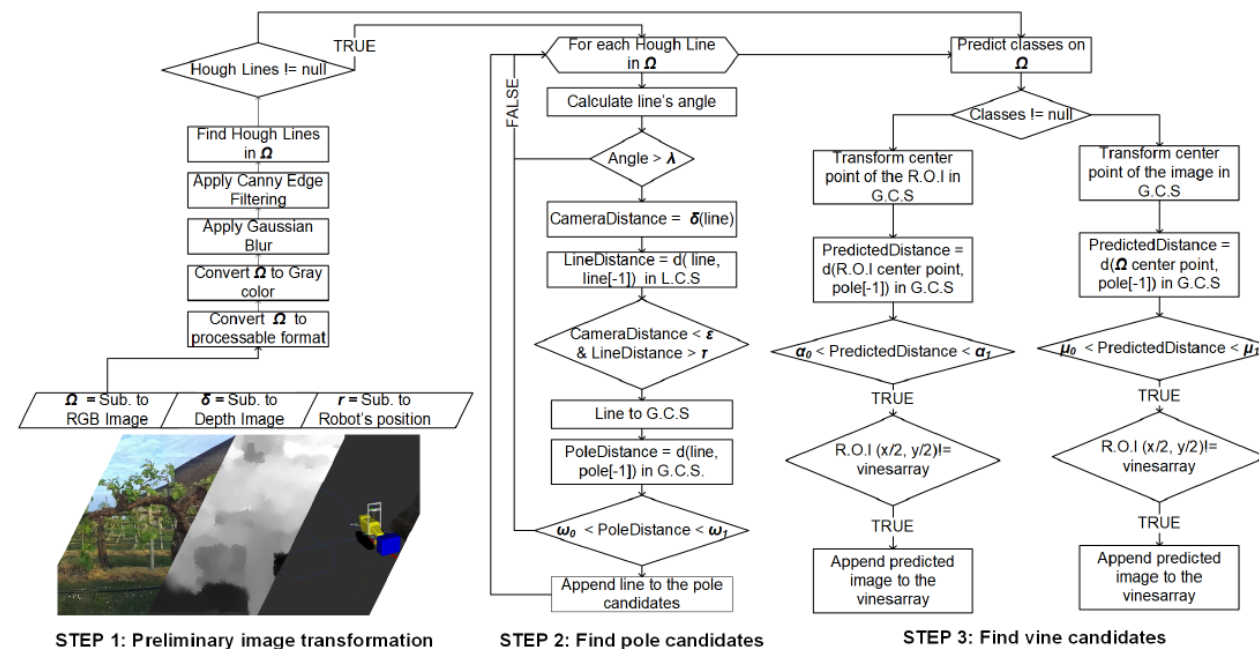 TRUE
Hough Lines != null
Find Hough Lines
in Ω
Apply Canny Edge
Filtering
Apply Gaussian
Blur
Convert Ω to Gray
color
Convert Ω to
processable format
Ω = Sub. to
RGB Image
δ = Sub. to
Depth Image
r = Sub to
Robot's position
STEP 1: Preliminary image transformation
For each Hough Line
in Ω
FALSE
Calculate line's angle
Angle > λ
CameraDistance = δ(line)
LineDistance = d( line,
line[-1]) in L.C.S
CameraDistance < ε
& LineDistance > τ
Line to G.C.S
PoleDistance = d(line,
pole[-1]) in G.C.S.
ω0 < PoleDistance < ω1
Append line to the pole
candidates
STEP 2: Find pole candidates
Predict classes on
Ω
Classes != null
Transform center
point of the R.O.I in
G.C.S
PredictedDistance =
d(R.O.I center point,
pole[-1]) in G.C.S
α0 < PredictedDistance < α1
TRUE
R.O.I (x/2, y/2)!=
vinesarray
TRUE
Append predicted
image to the
vinesarray
Transform center
point of the image in
G.C.S
PredictedDistance =
d(Ω center point,
pole[-1]) in G.C.S
μ0 < PredictedDistance < μ1
TRUE
R.O.I (x/2, y/2)!=
vinesarray
TRUE
Append predicted
image to the
vinesarray
STEP 3: Find vine candidates